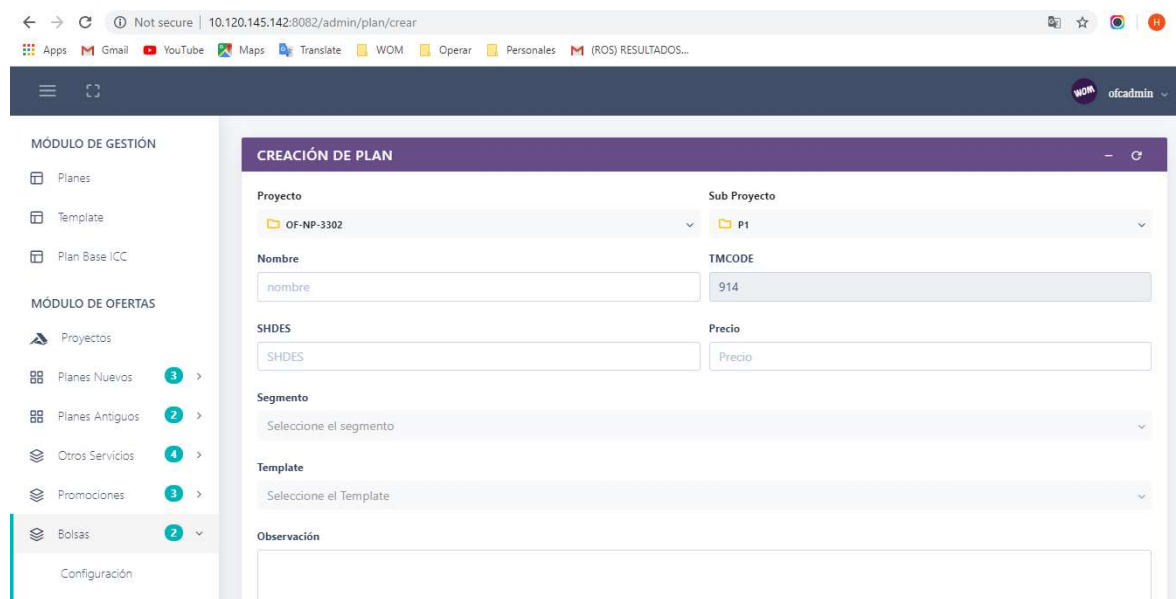 Not secure | 10.120.145.142:8082/admin/plan/crear H
Apps Gmail YouTube Maps Translate WOM Operar Personales (ROS) RESULTADOS...
WOM ofcadmin
MÓDULO DE GESTIÓN
Planes
Template
Plan Base ICC
MÓDULO DE OFERTAS
Proyectos
Planes Nuevos 3
Planes Antiguos 2
Otros Servicios 4
Promociones 3
Bolsas 2
Configuración
CREACIÓN DE PLAN
Proyecto Sub Proyecto
OF-NP-3302 P1
Nombre TMCODE
nombre 914
SHDES Precio
SHDES Precio
Segmento
Seleccione el segmento
Template
Seleccione el Template
Observación